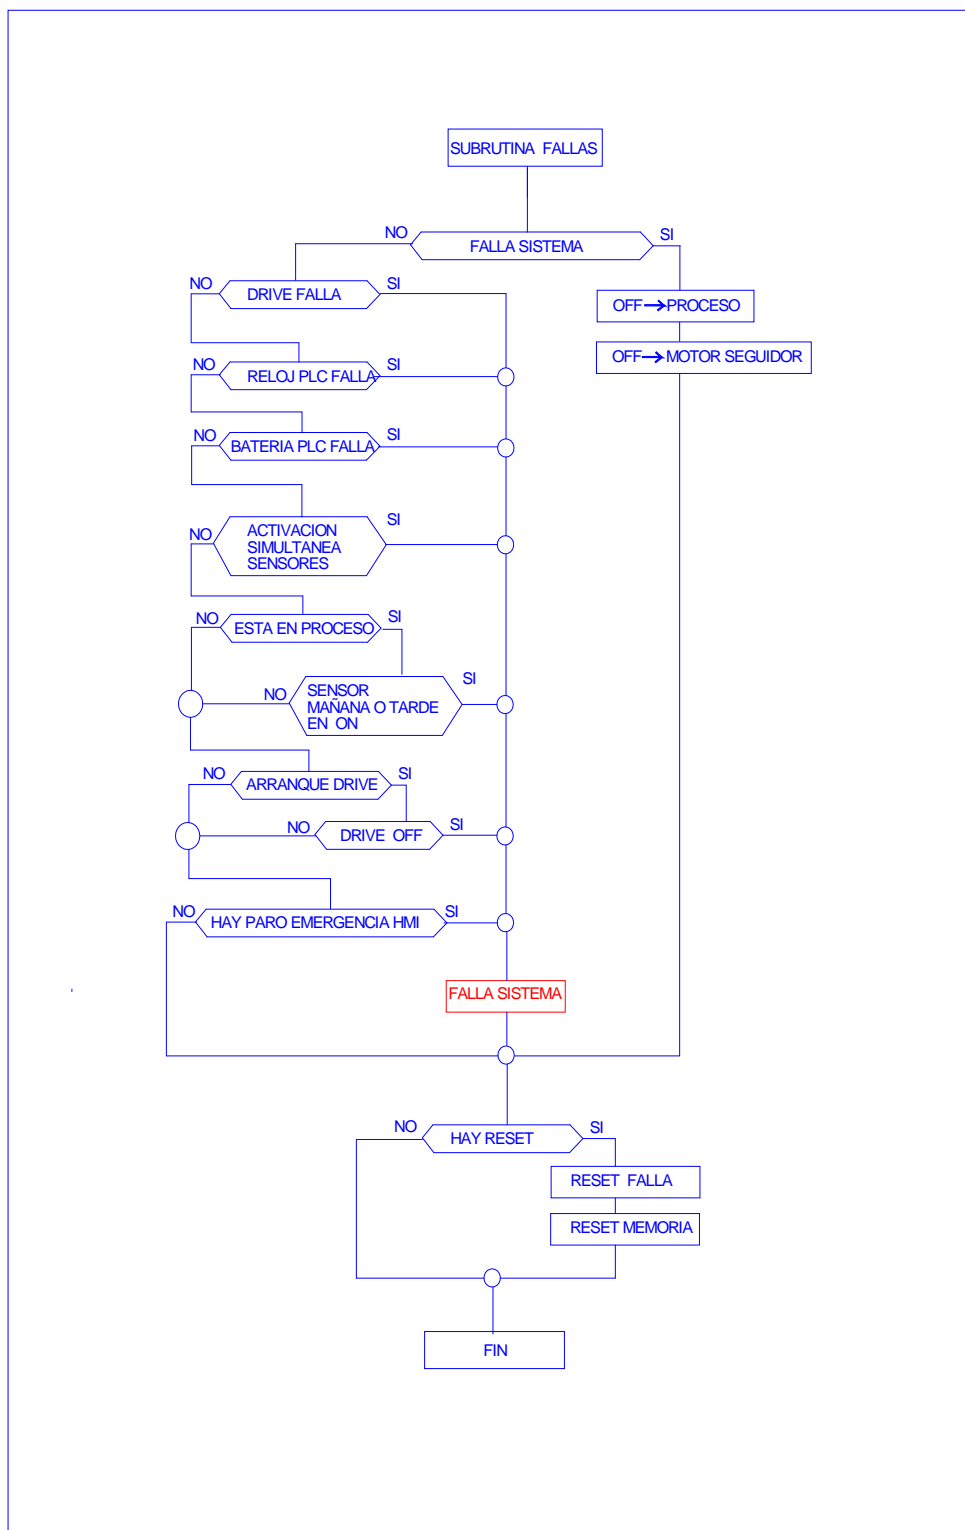 SUBRUTINA FALLAS
NO
FALLA SISTEMA
SI
NO
DRIVE FALLA
SI
OFF→PROCESO
OFF→MOTOR SEGUIDOR
NO
RELOJ PLC FALLA
SI
NO
BATERIA PLC FALLA
SI
NO
ACTIVACION
SIMULTANEA
SENSORES
SI
NO
ESTA EN PROCESO
SI
NO
SENSOR
MAÑANA O TARDE
EN ON
SI
NO
ARRANQUE DRIVE
SI
NO
DRIVE OFF
SI
NO
HAY PARO EMERGENCIA HMI
SI
FALLA SISTEMA
NO
HAY RESET
SI
RESET FALLA
RESET MEMORIA
FIN